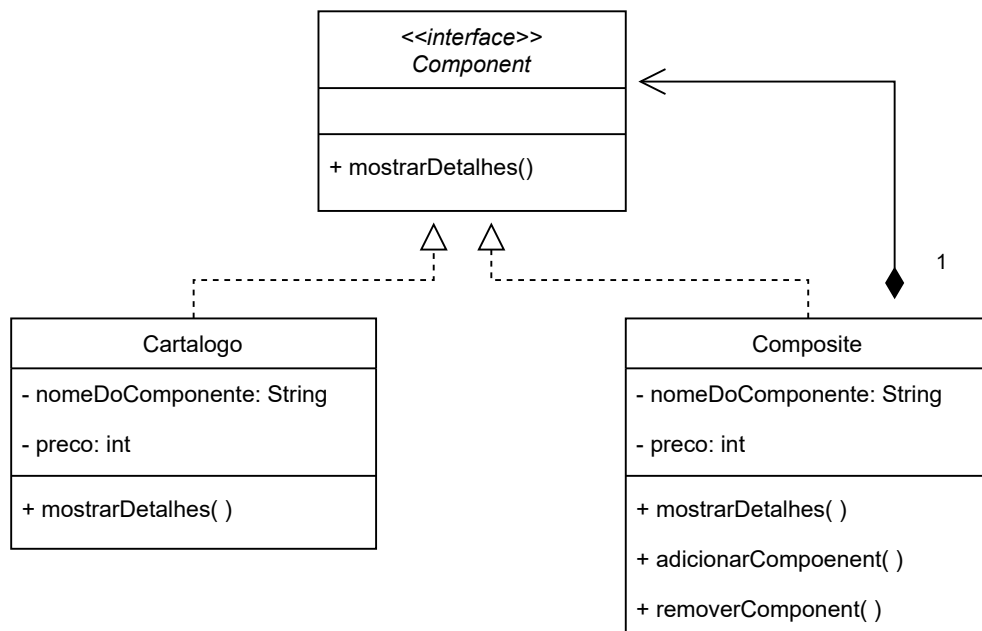 <<interface>>
Component
+ mostrarDetalhes()
1
Cartalogo
- nomeDoComponente: String
- preco: int
+ mostrarDetalhes( )
Composite
- nomeDoComponente: String
- preco: int
+ mostrarDetalhes( )
+ adicionarCompoenent( )
+ removerComponent( )